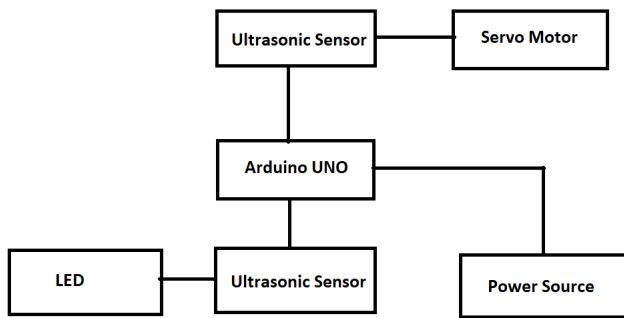 Ultrasonic Sensor
Servo Motor
Arduino UNO
LED
Ultrasonic Sensor
Power Source